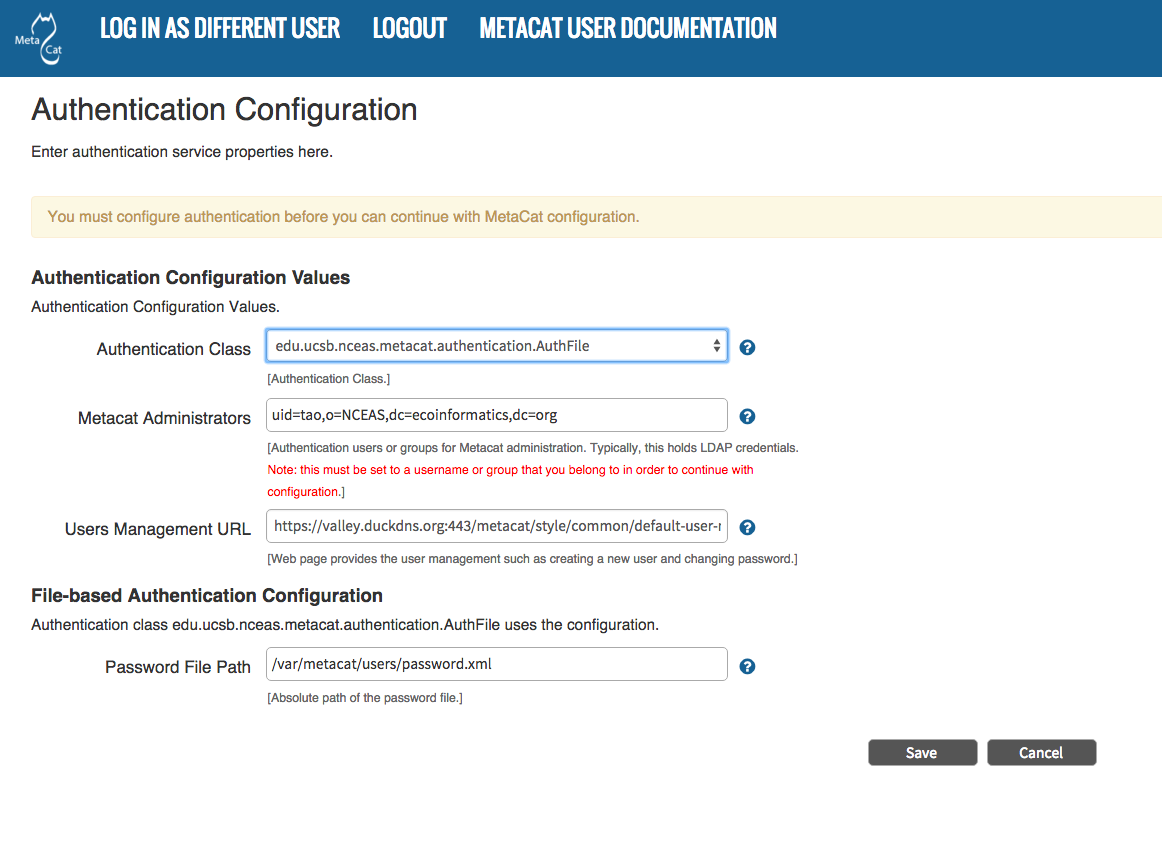 Meta Cat
LOG IN AS DIFFERENT USER LOGOUT METACAT USER DOCUMENTATION
Authentication Configuration
Enter authentication service properties here.
You must configure authentication before you can continue with MetaCat configuration.
Authentication Configuration Values
Authentication Configuration Values.
Authentication Class edu.ucsb.nceas.metacat.authentication.AuthFile ?
[Authentication Class.]
Metacat Administrators uid=tao,o=NCEAS,dc=ecoinformatics,dc=org ?
[Authentication users or groups for Metacat administration. Typically, this holds LDAP credentials.
Note: this must be set to a username or group that you belong to in order to continue with
configuration.]
Users Management URL https://valley.duckdns.org:443/metacat/style/common/default-user-r ?
[Web page provides the user management such as creating a new user and changing password.]
File-based Authentication Configuration
Authentication class edu.ucsb.nceas.metacat.authentication.AuthFile uses the configuration.
Password File Path /var/metacat/users/password.xml ?
[Absolute path of the password file.]
Save Cancel